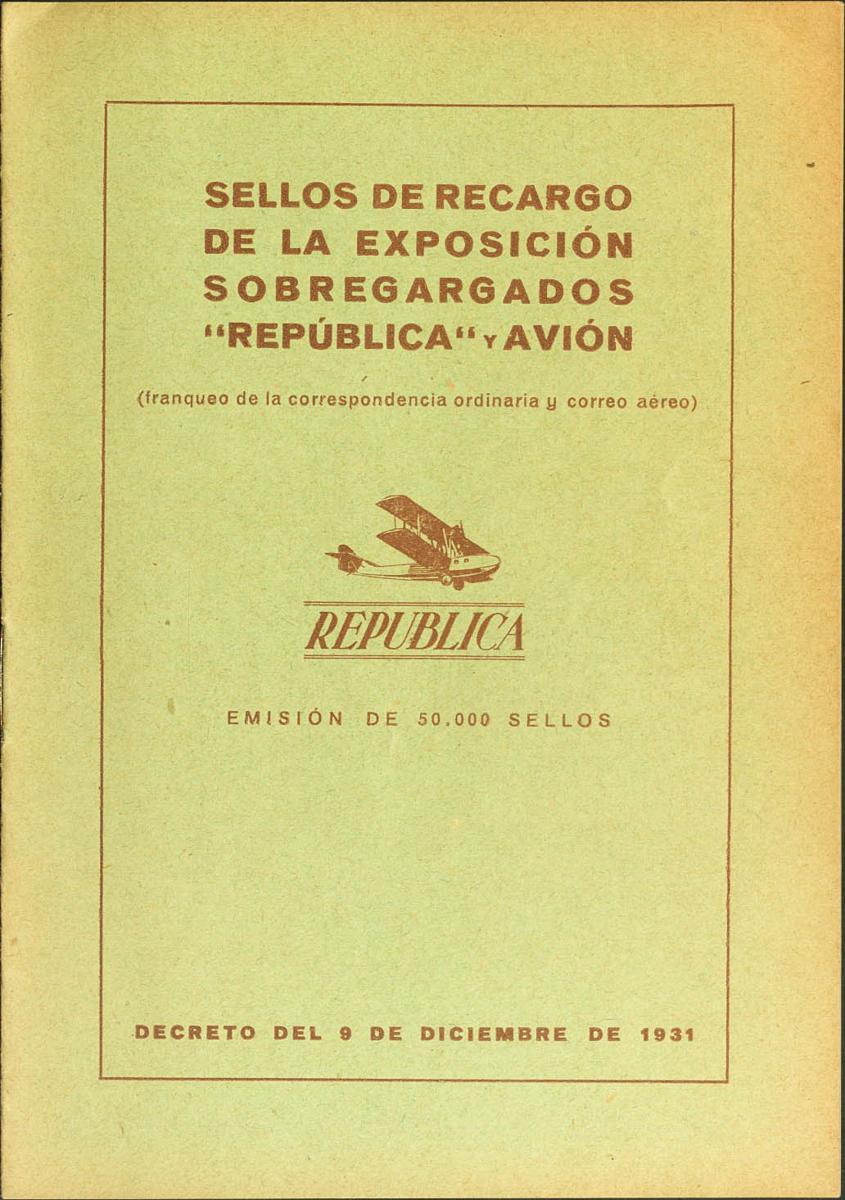 SELLOS DE RECARGO
DE LA EXPOSICIÓN
SOBREGARGADOS
“REPÚBLICA“ Y AVIÓN
(franqueo de la correspondencia ordinaria y correo aéreo)
REPUBLICA
EMISIÓN DE 50.000 SELLOS
DECRETO DEL 9 DE DICIEMBRE DE 1931